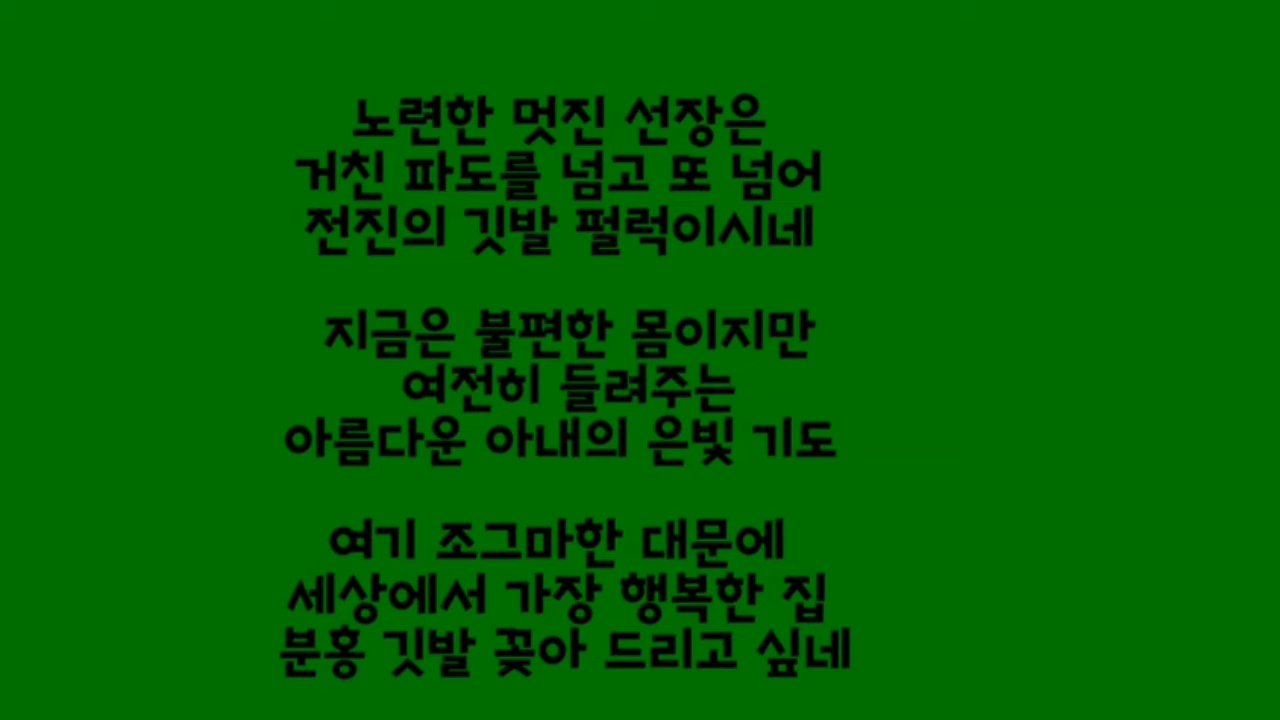 노련한 멋진 선장은
거친 파도를 넘고 또 넘어
전진의 깃발 펄럭이시네
지금은 불편한 몸이지만
여전히 들려주는
아름다운 아내의 은빛 기도
여기 조그마한 대문에
세상에서 가장 행복한 집
분홍 깃발 꽂아 드리고 싶네